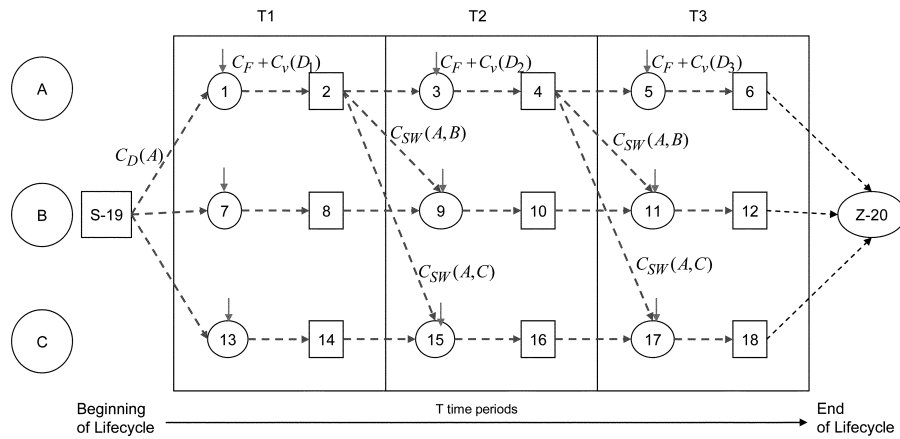 T1 T2 T3
A
C_F + C_v(D_1) C_F + C_v(D_2) C_F + C_v(D_3)
1 2 3 4 5 6
C_SW(A,B) C_SW(A,B)
C_D(A)
B S-19 7 8 9 10 11 12 Z-20
C_SW(A,C) C_SW(A,C)
C 13 14 15 16 17 18
Beginning
of Lifecycle
T time periods
End
of Lifecycle